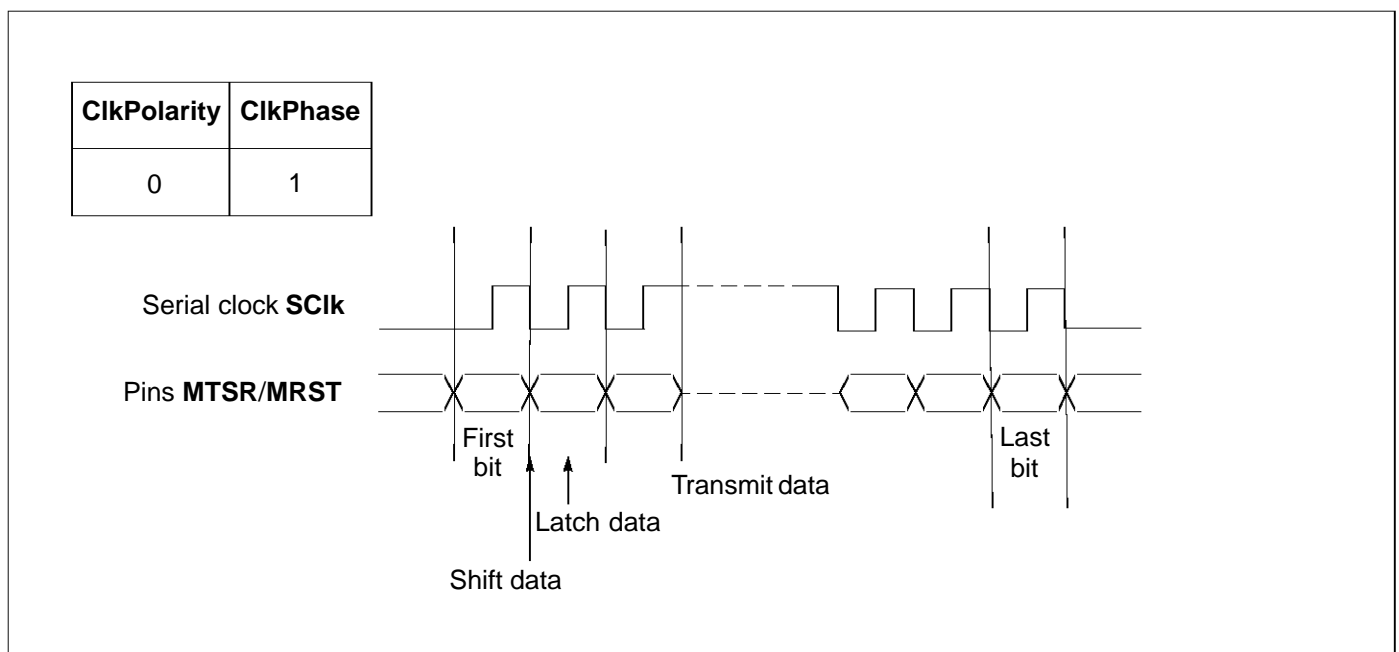 ClkPolarity ClkPhase
0 1
Serial clock SClk
Pins MTSR/MRST
First
bit
Last
bit
Transmit data
Latch data
Shift data